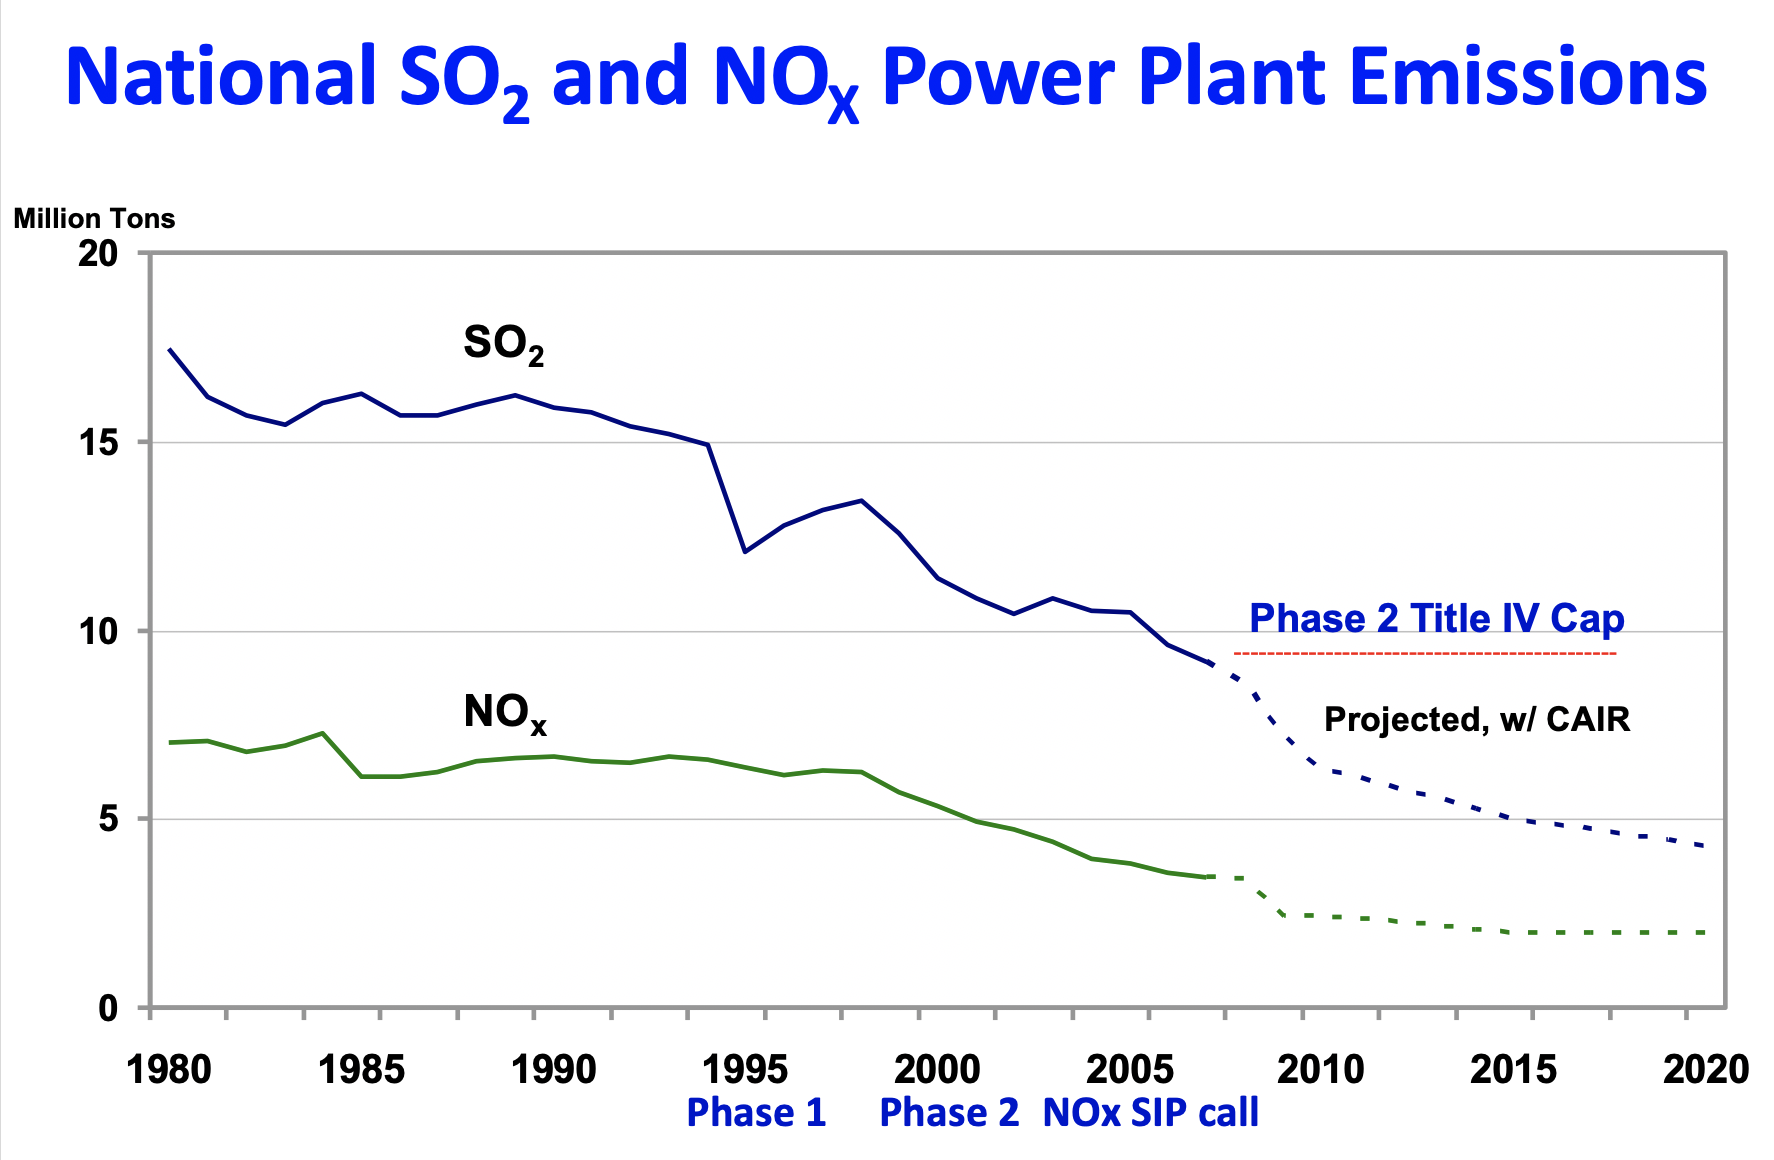 National SO₂ and NOₓ Power Plant Emissions
Million Tons
20
SO₂
15
10
Phase 2 Title IV Cap
NOₓ
Projected, w/ CAIR
5
0
1980 1985 1990 1995 2000 2005 2010 2015 2020
Phase 1 Phase 2 NOx SIP call